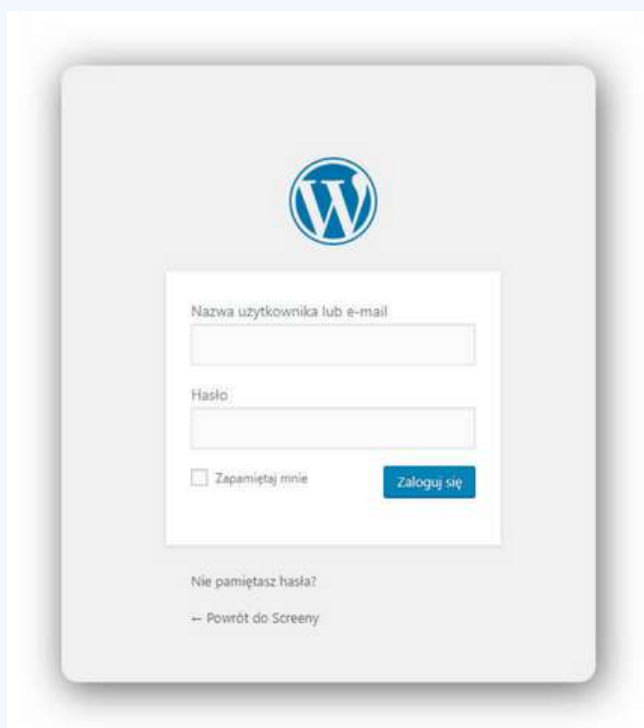 Nazwa użytkownika lub e-mail
Hasło
Zapamiętaj mnie
Zaloguj się
Nie pamiętasz hasła?
← Powrót do Screeny